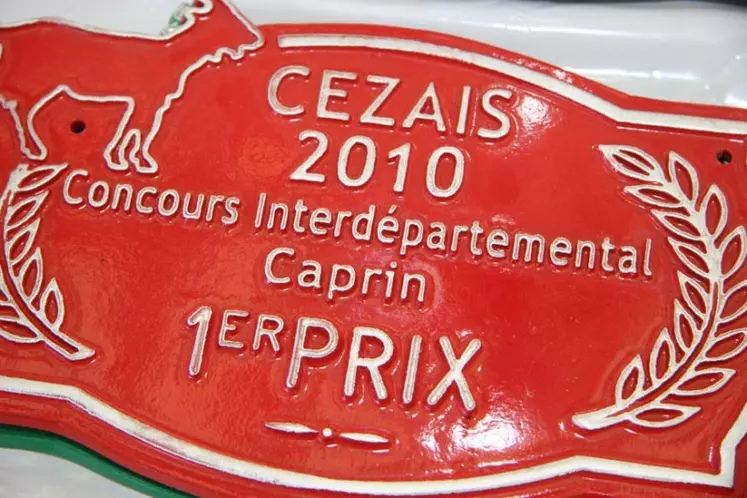 CEZAIS
2010
Concours Interdépartemental
Caprin
1ER PRIX